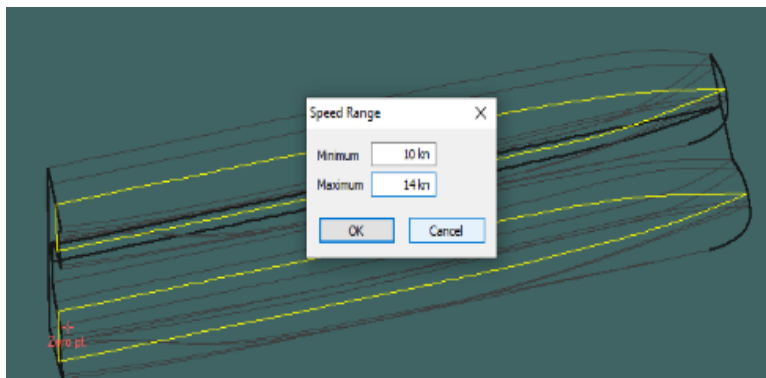 Speed Range
Minimum 10 kn
Maximum 14 kn
OK Cancel
Zero pt.